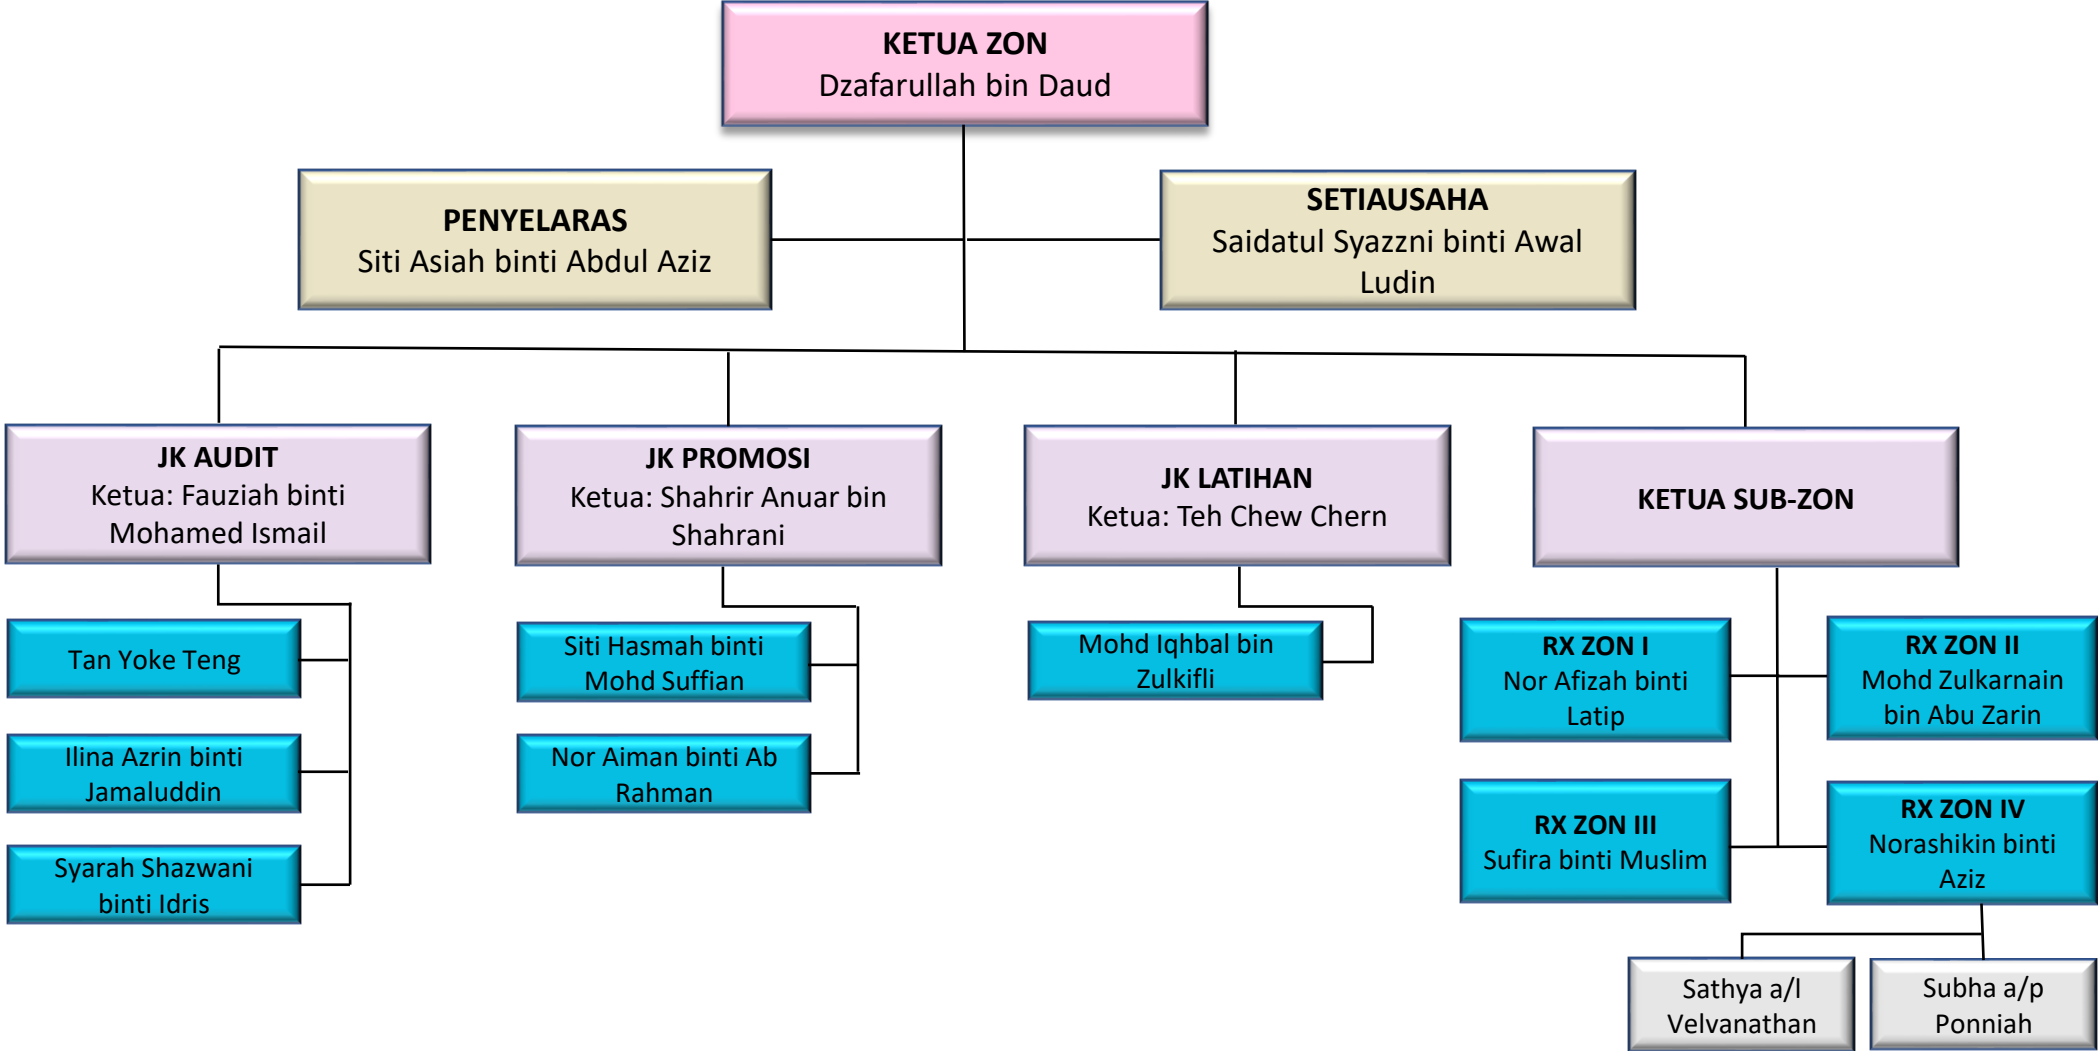 KETUA ZON
Dzafarullah bin Daud
PENYELARAS
Siti Asiah binti Abdul Aziz
SETIAUSAHA
Saidatul Syazzni binti Awal
Ludin
JK AUDIT
Ketua: Fauziah binti
Mohamed Ismail
JK PROMOSI
Ketua: Shahrir Anuar bin
Shahrani
JK LATIHAN
Ketua: Teh Chew Chern
KETUA SUB-ZON
Tan Yoke Teng
Ilina Azrin binti
Jamaluddin
Syarah Shazwani
binti Idris
Siti Hasmah binti
Mohd Suffian
Nor Aiman binti Ab
Rahman
Mohd Iqhbal bin
Zulkifli
RX ZON I
Nor Afizah binti
Latip
RX ZON II
Mohd Zulkarnain
bin Abu Zarin
RX ZON III
Sufira binti Muslim
RX ZON IV
Norashikin binti
Aziz
Sathya a/l
Velvanathan
Subha a/p
Ponniah